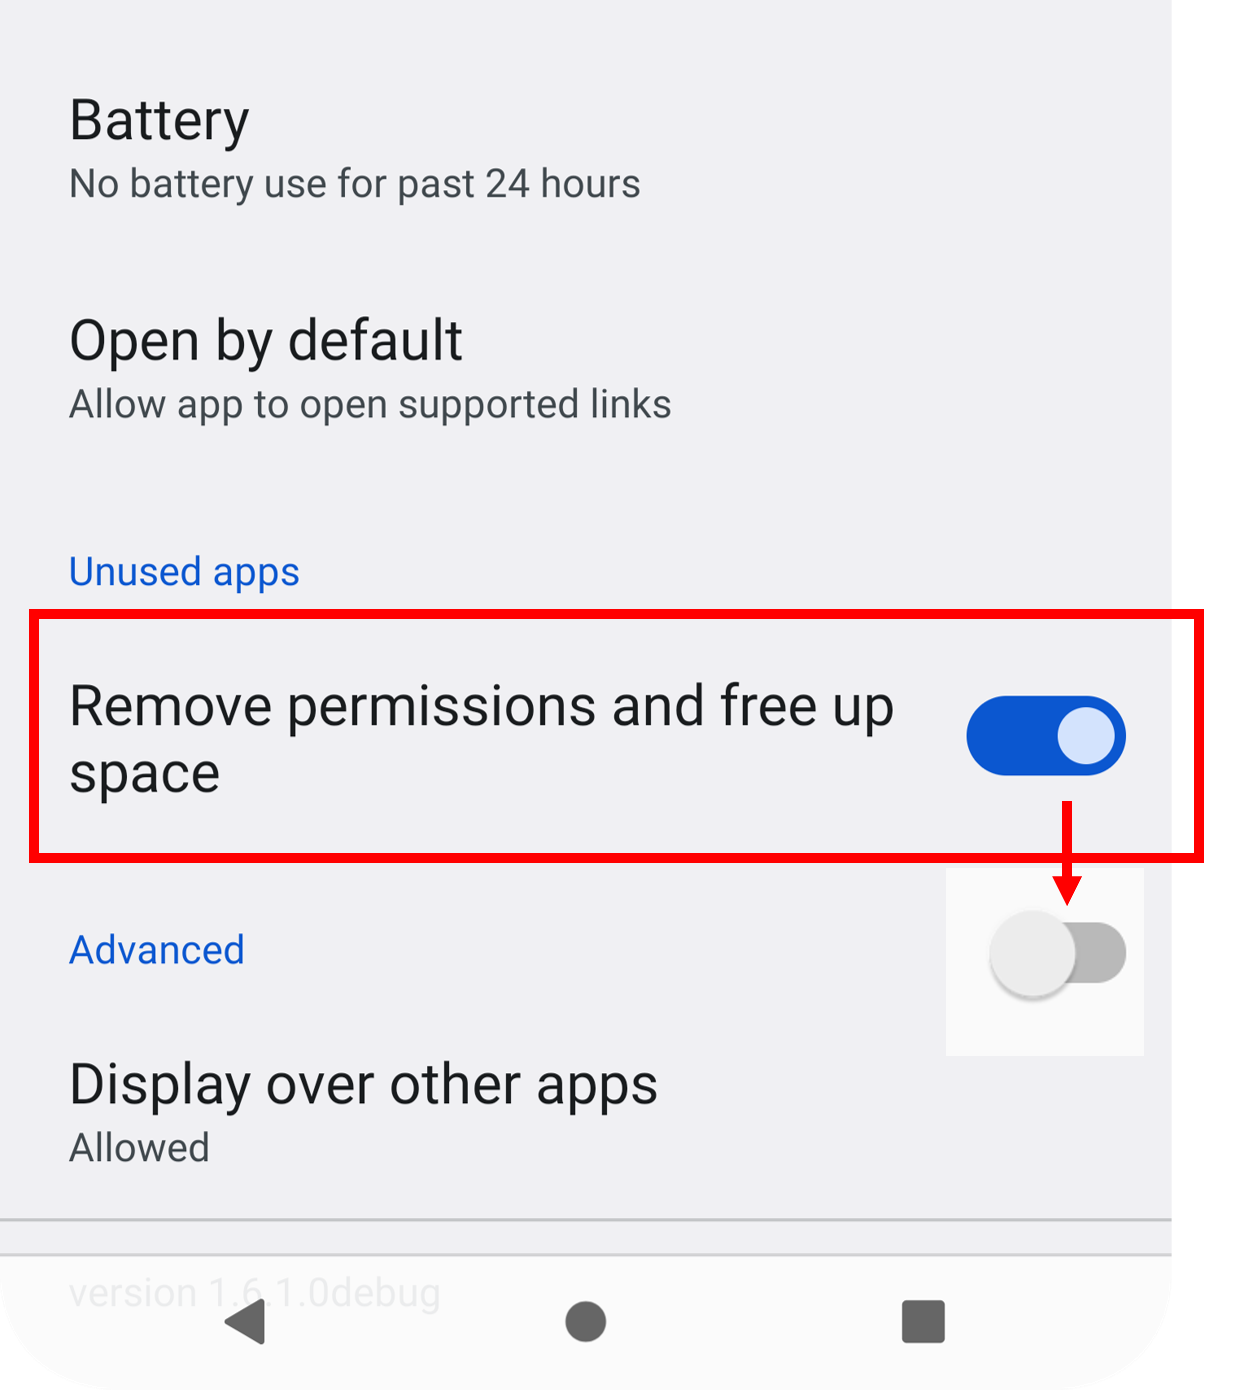 Battery
No battery use for past 24 hours
Open by default
Allow app to open supported links
Unused apps
Remove permissions and free up
space
Advanced
Display over other apps
Allowed
version 1.6.1.0debug